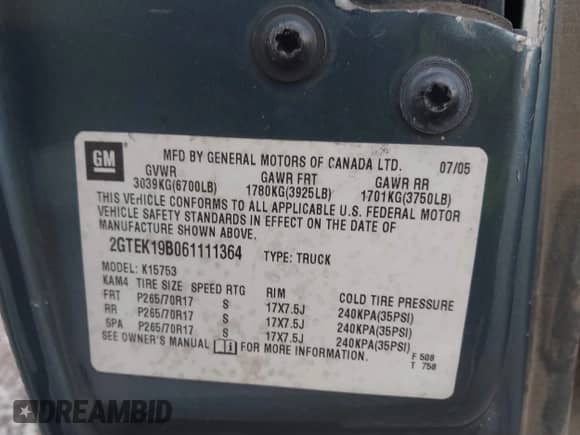 GM MFD BY GENERAL MOTORS OF CANADA LTD. 07/05
GVWR GAWR FRT GAWR RR
3039KG(6700LB) 1780KG(3925LB) 1701KG(3750LB)
THIS VEHICLE CONFORMS TO ALL APPLICABLE U.S. FEDERAL MOTOR
VEHICLE SAFETY STANDARDS IN EFFECT ON THE DATE OF
MANUFACTURE SHOWN ABOVE.
2GTEK19B061111364 TYPE: TRUCK
MODEL: K15753
KAM4 TIRE SIZE SPEED RTG RIM COLD TIRE PRESSURE
FRT P265/70R17 S 17X7.5J 240KPA(35PSI)
RR P265/70R17 S 17X7.5J 240KPA(35PSI)
SPA P265/70R17 S 17X7.5J 240KPA(35PSI)
SEE OWNER'S MANUAL FOR MORE INFORMATION.
F 508
T 750
DREAMBID